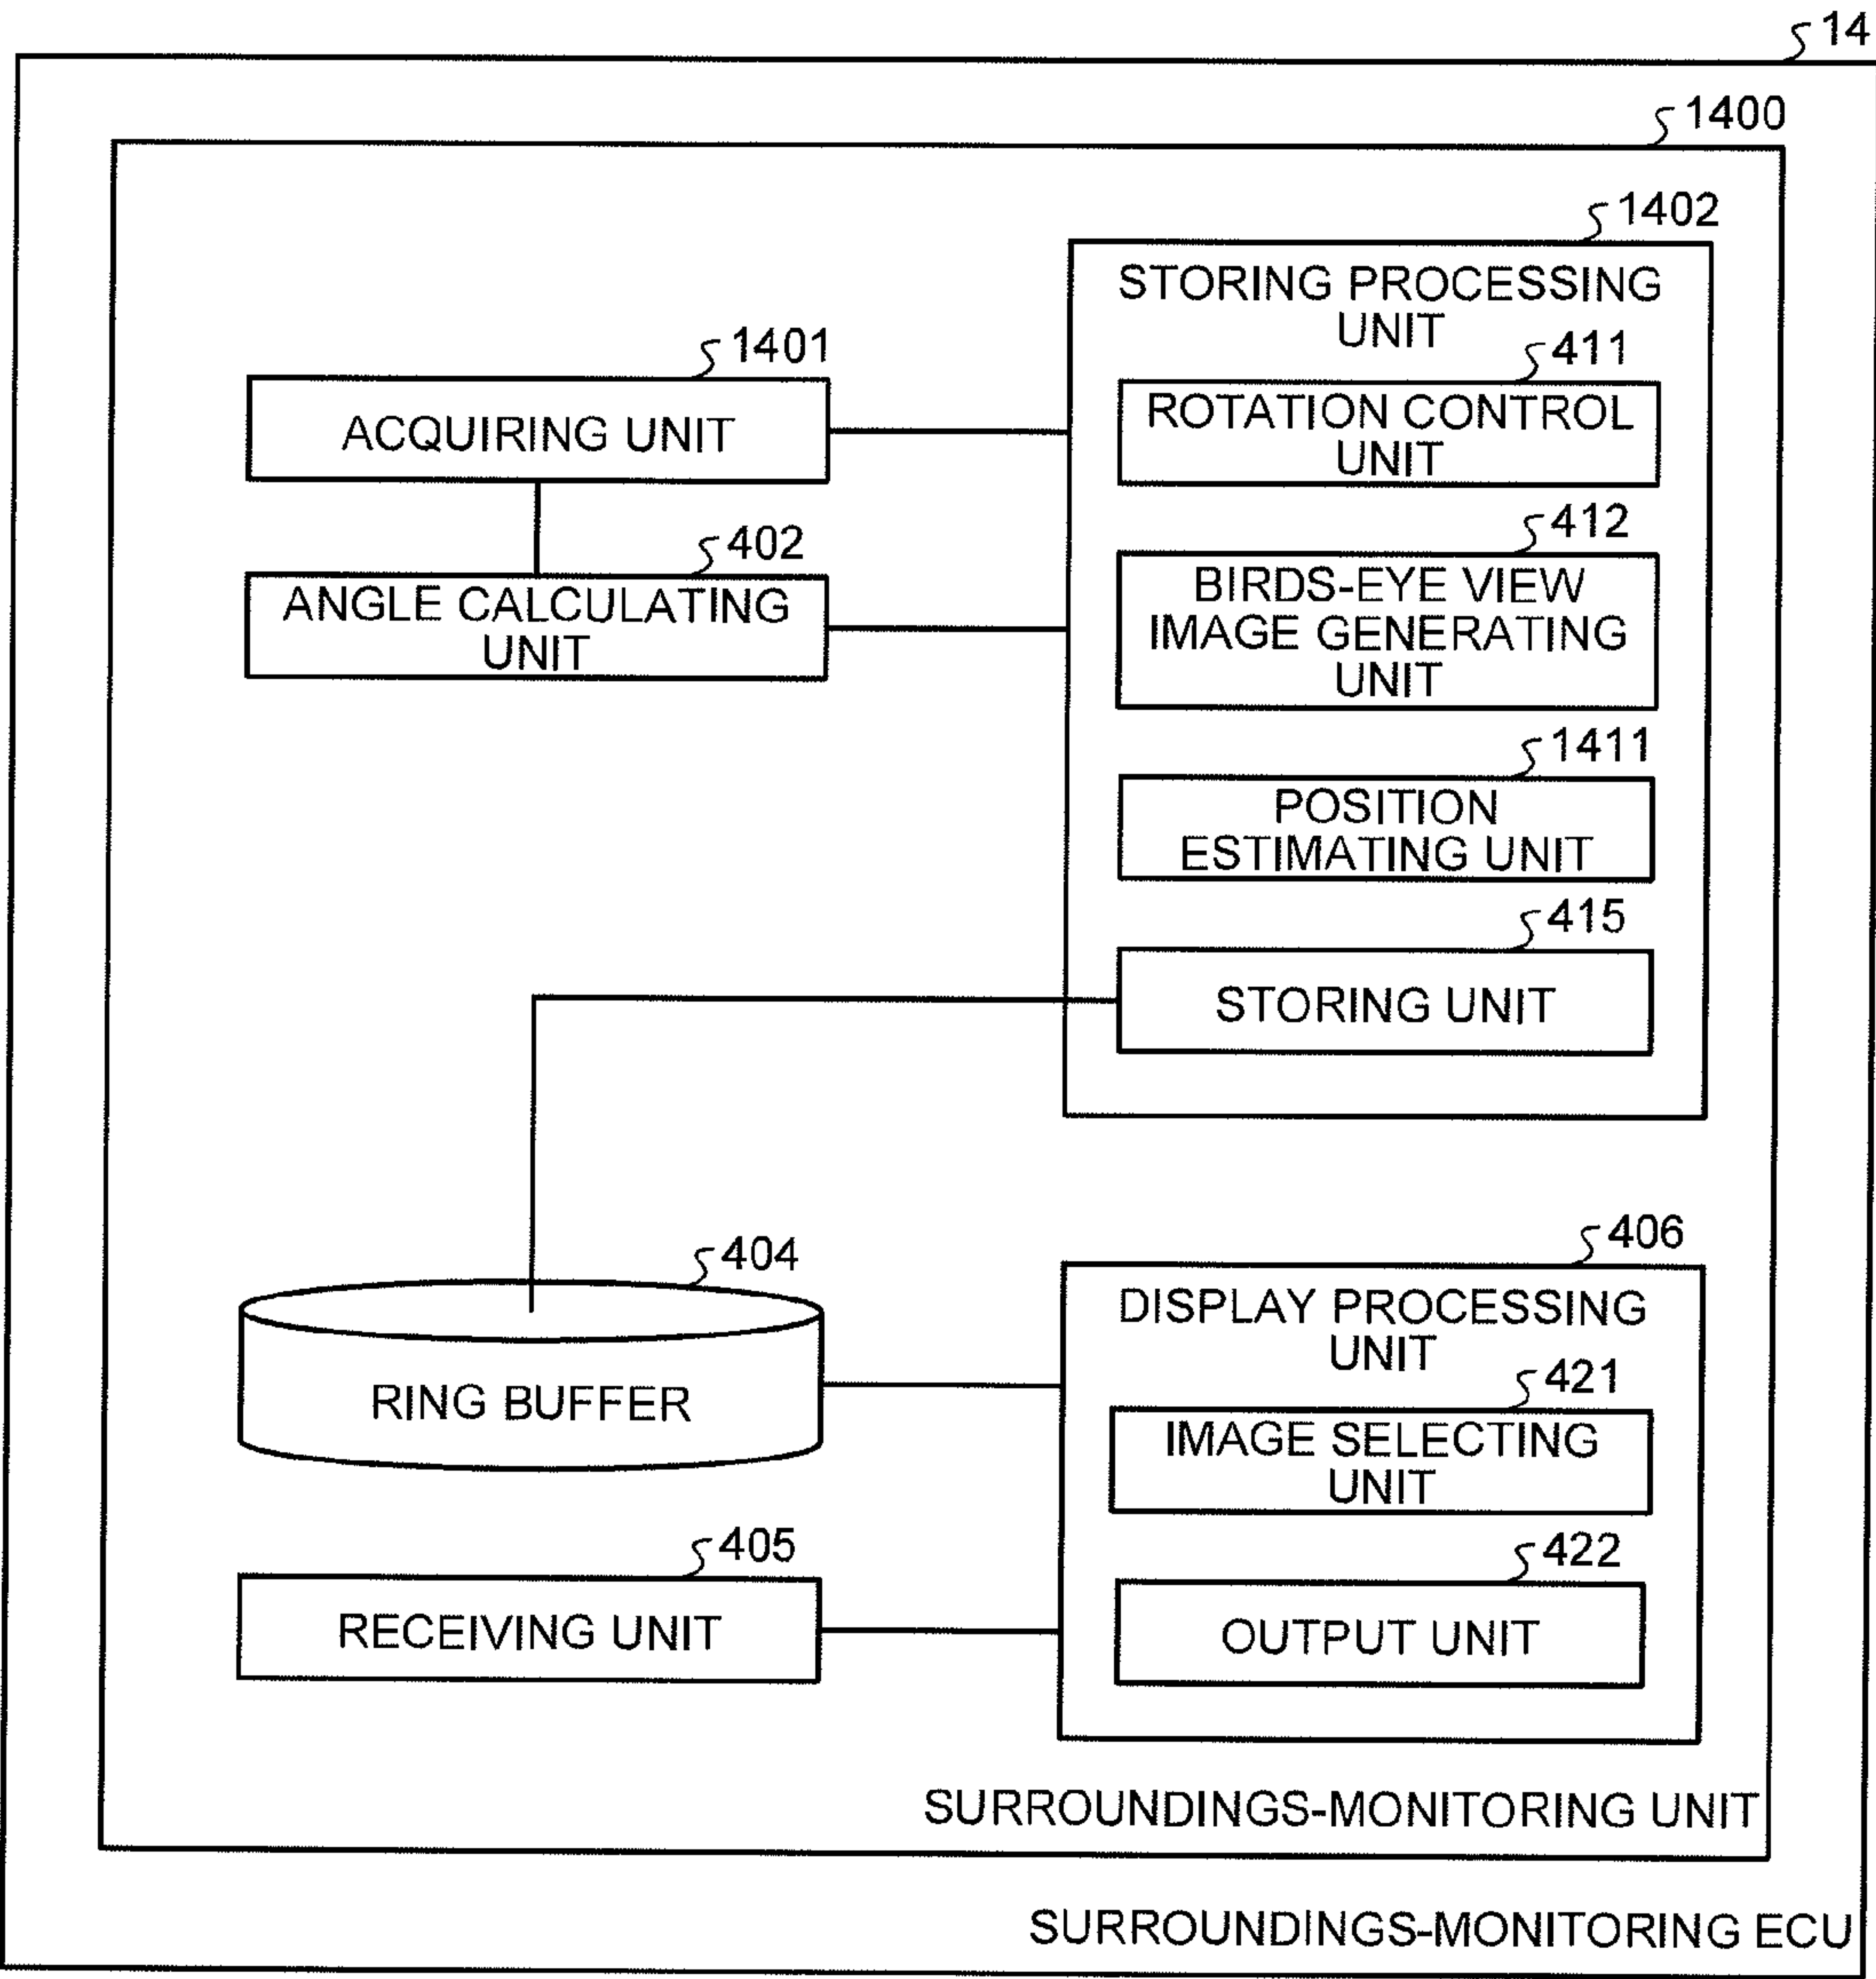 14
1400
1402
STORING PROCESSING
UNIT
1401
ACQUIRING UNIT
411
ROTATION CONTROL
UNIT
402
ANGLE CALCULATING
UNIT
412
BIRDS-EYE VIEW
IMAGE GENERATING
UNIT
1411
POSITION
ESTIMATING UNIT
415
STORING UNIT
404
RING BUFFER
406
DISPLAY PROCESSING
UNIT
421
IMAGE SELECTING
UNIT
405
RECEIVING UNIT
422
OUTPUT UNIT
SURROUNDINGS-MONITORING UNIT
SURROUNDINGS-MONITORING ECU